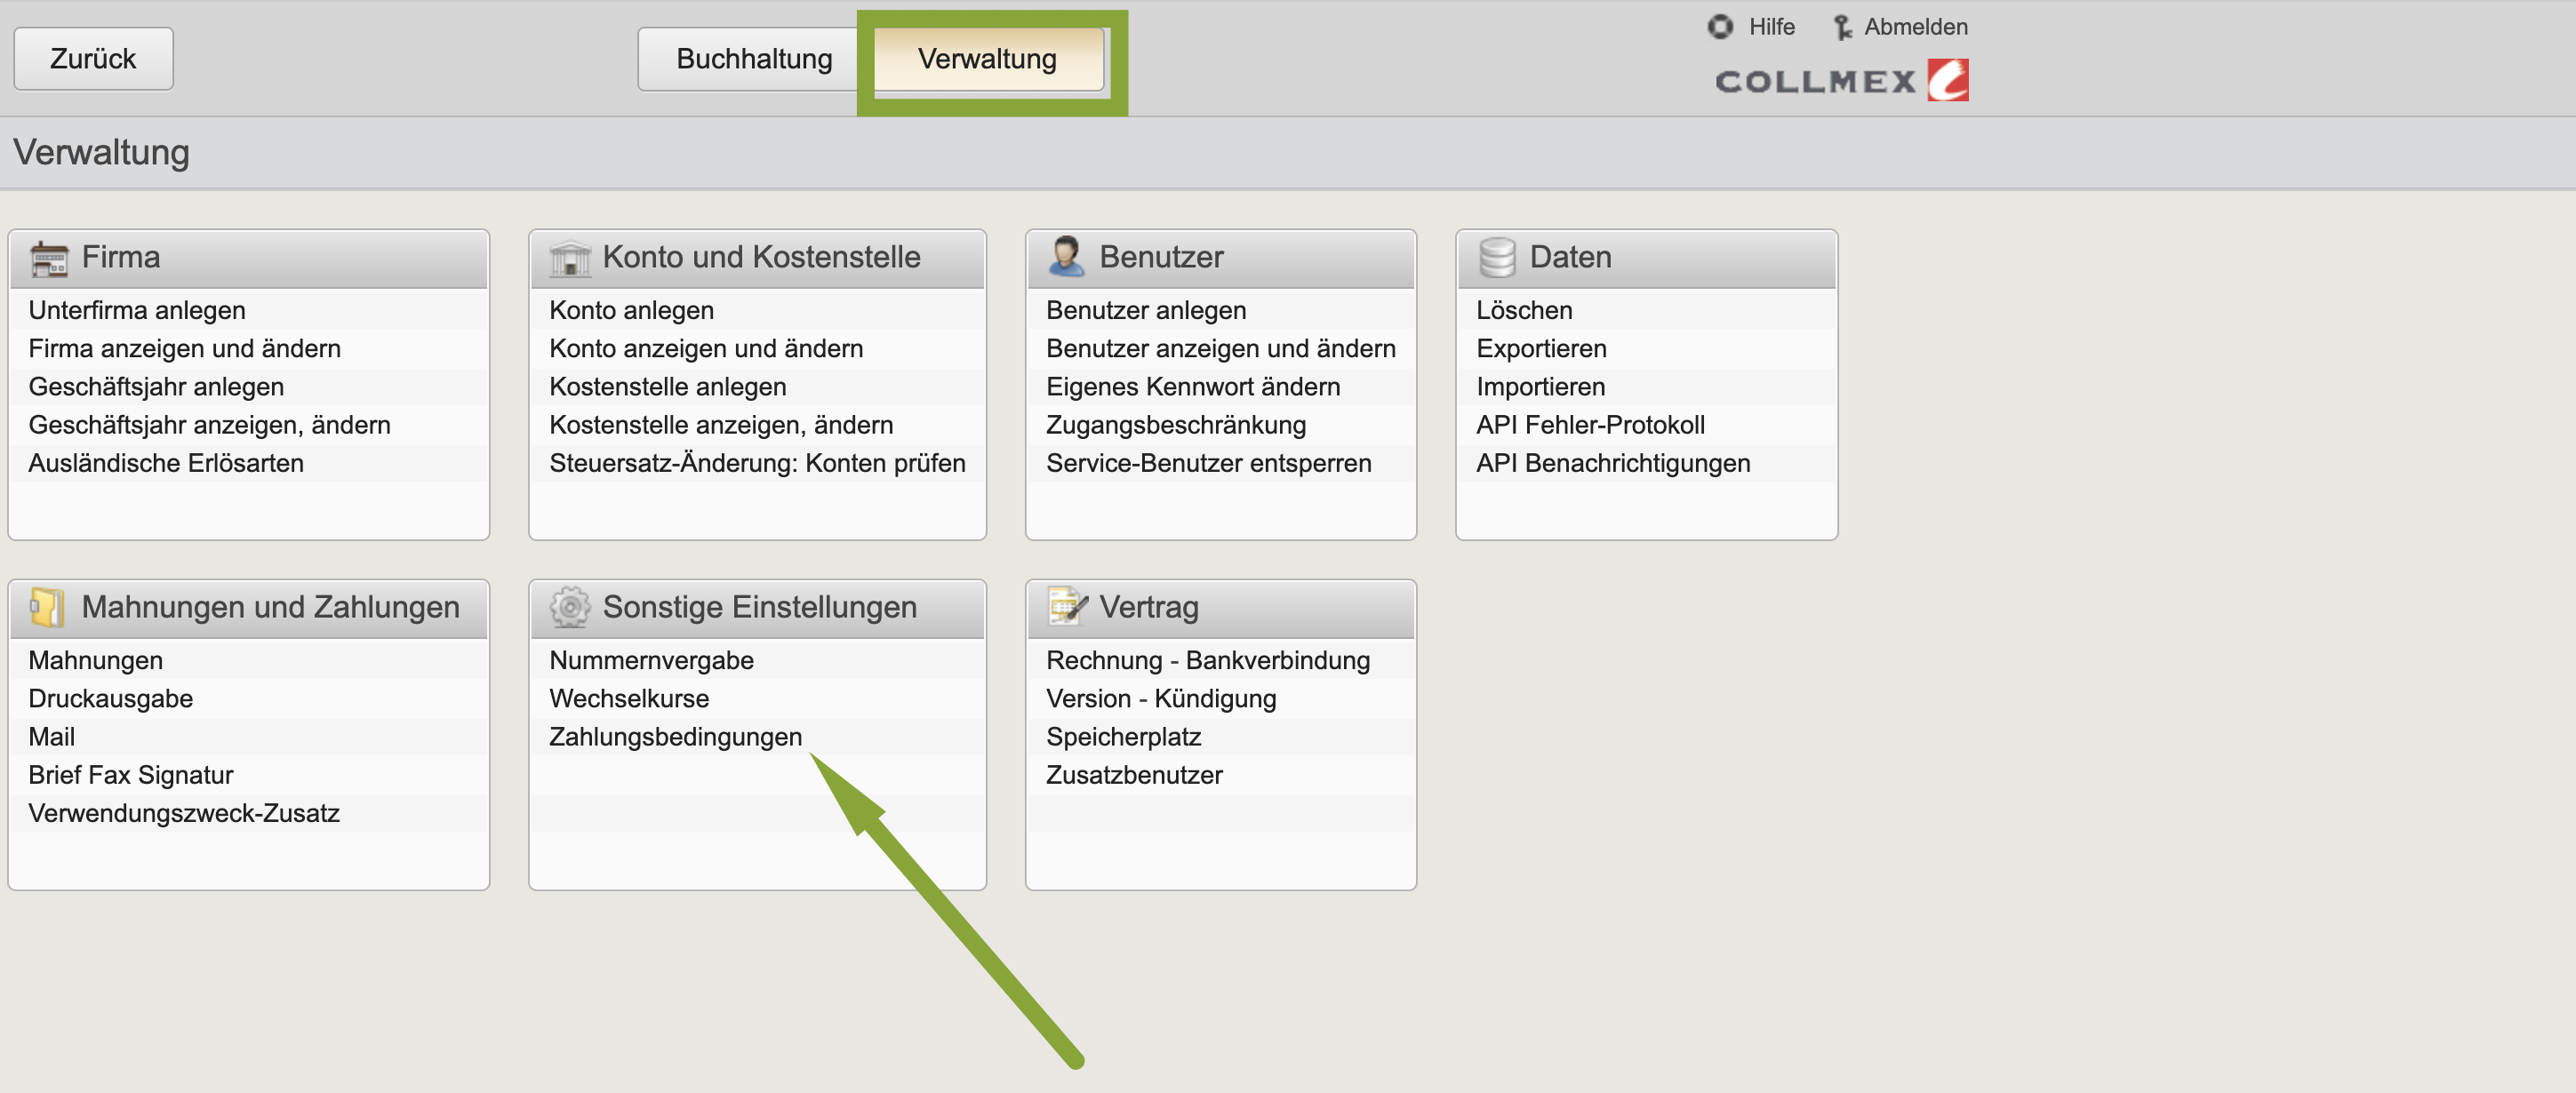 Zurück
Buchhaltung
Verwaltung
Hilfe
Abmelden
COLLMEX
Verwaltung
Firma
Unterfirma anlegen
Firma anzeigen und ändern
Geschäftsjahr anlegen
Geschäftsjahr anzeigen, ändern
Ausländische Erlösarten
Konto und Kostenstelle
Konto anlegen
Konto anzeigen und ändern
Kostenstelle anlegen
Kostenstelle anzeigen, ändern
Steuersatz-Änderung: Konten prüfen
Benutzer
Benutzer anlegen
Benutzer anzeigen und ändern
Eigenes Kennwort ändern
Zugangsbeschränkung
Service-Benutzer entsperren
Daten
Löschen
Exportieren
Importieren
API Fehler-Protokoll
API Benachrichtigungen
Mahnungen und Zahlungen
Mahnungen
Druckausgabe
Mail
Brief Fax Signatur
Verwendungszweck-Zusatz
Sonstige Einstellungen
Nummernvergabe
Wechselkurse
Zahlungsbedingungen
Vertrag
Rechnung - Bankverbindung
Version - Kündigung
Speicherplatz
Zusatzbenutzer